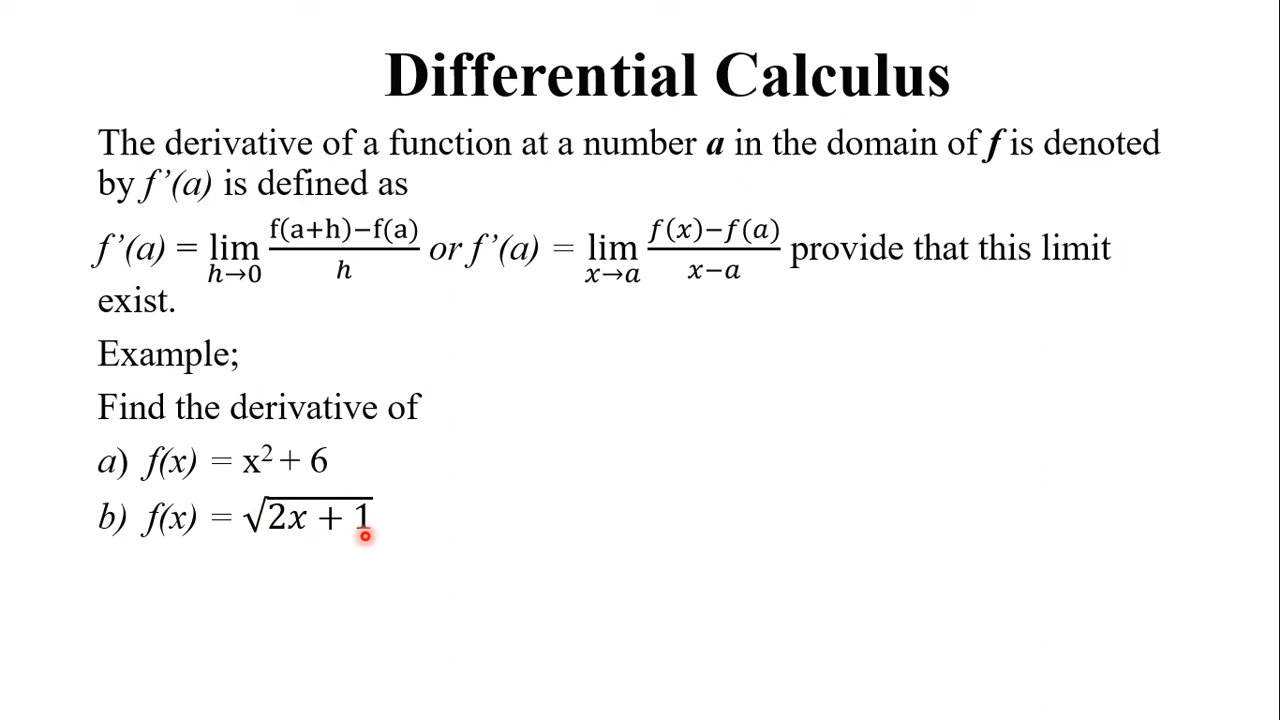 Differential Calculus
The derivative of a function at a number a in the domain of f is denoted
by f’(a) is defined as
f’(a) = lim h→0 f(a+h)−f(a)/h or f’(a) = lim x→a f(x)−f(a)/x−a provide that this limit
exist.
Example;
Find the derivative of
a) f(x) = x² + 6
b) f(x) = √2x + 1